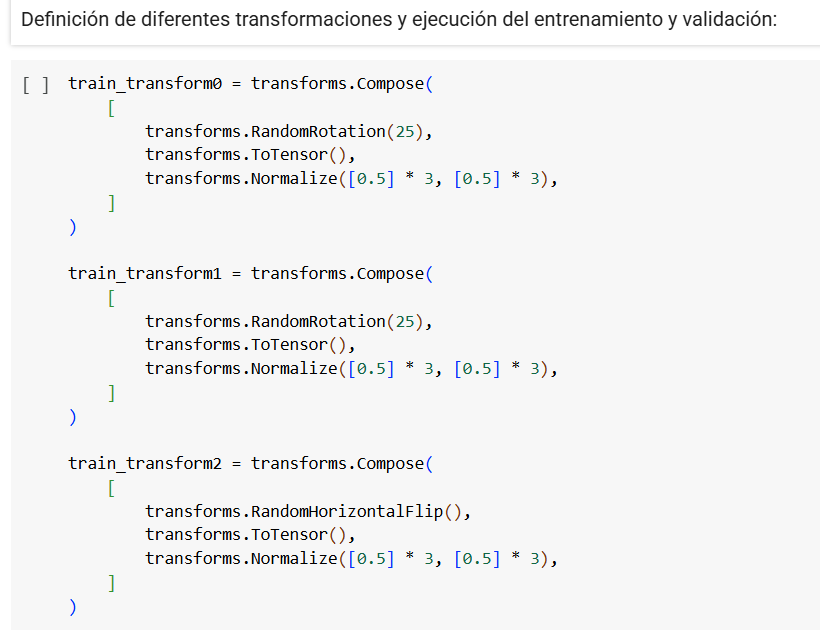 Definición de diferentes transformaciones y ejecución del entrenamiento y validación:
[ ] train_transform0 = transforms.Compose(
[
transforms.RandomRotation(25),
transforms.ToTensor(),
transforms.Normalize([0.5] * 3, [0.5] * 3),
]
)
train_transform1 = transforms.Compose(
[
transforms.RandomRotation(25),
transforms.ToTensor(),
transforms.Normalize([0.5] * 3, [0.5] * 3),
]
)
train_transform2 = transforms.Compose(
[
transforms.RandomHorizontalFlip(),
transforms.ToTensor(),
transforms.Normalize([0.5] * 3, [0.5] * 3),
]
)